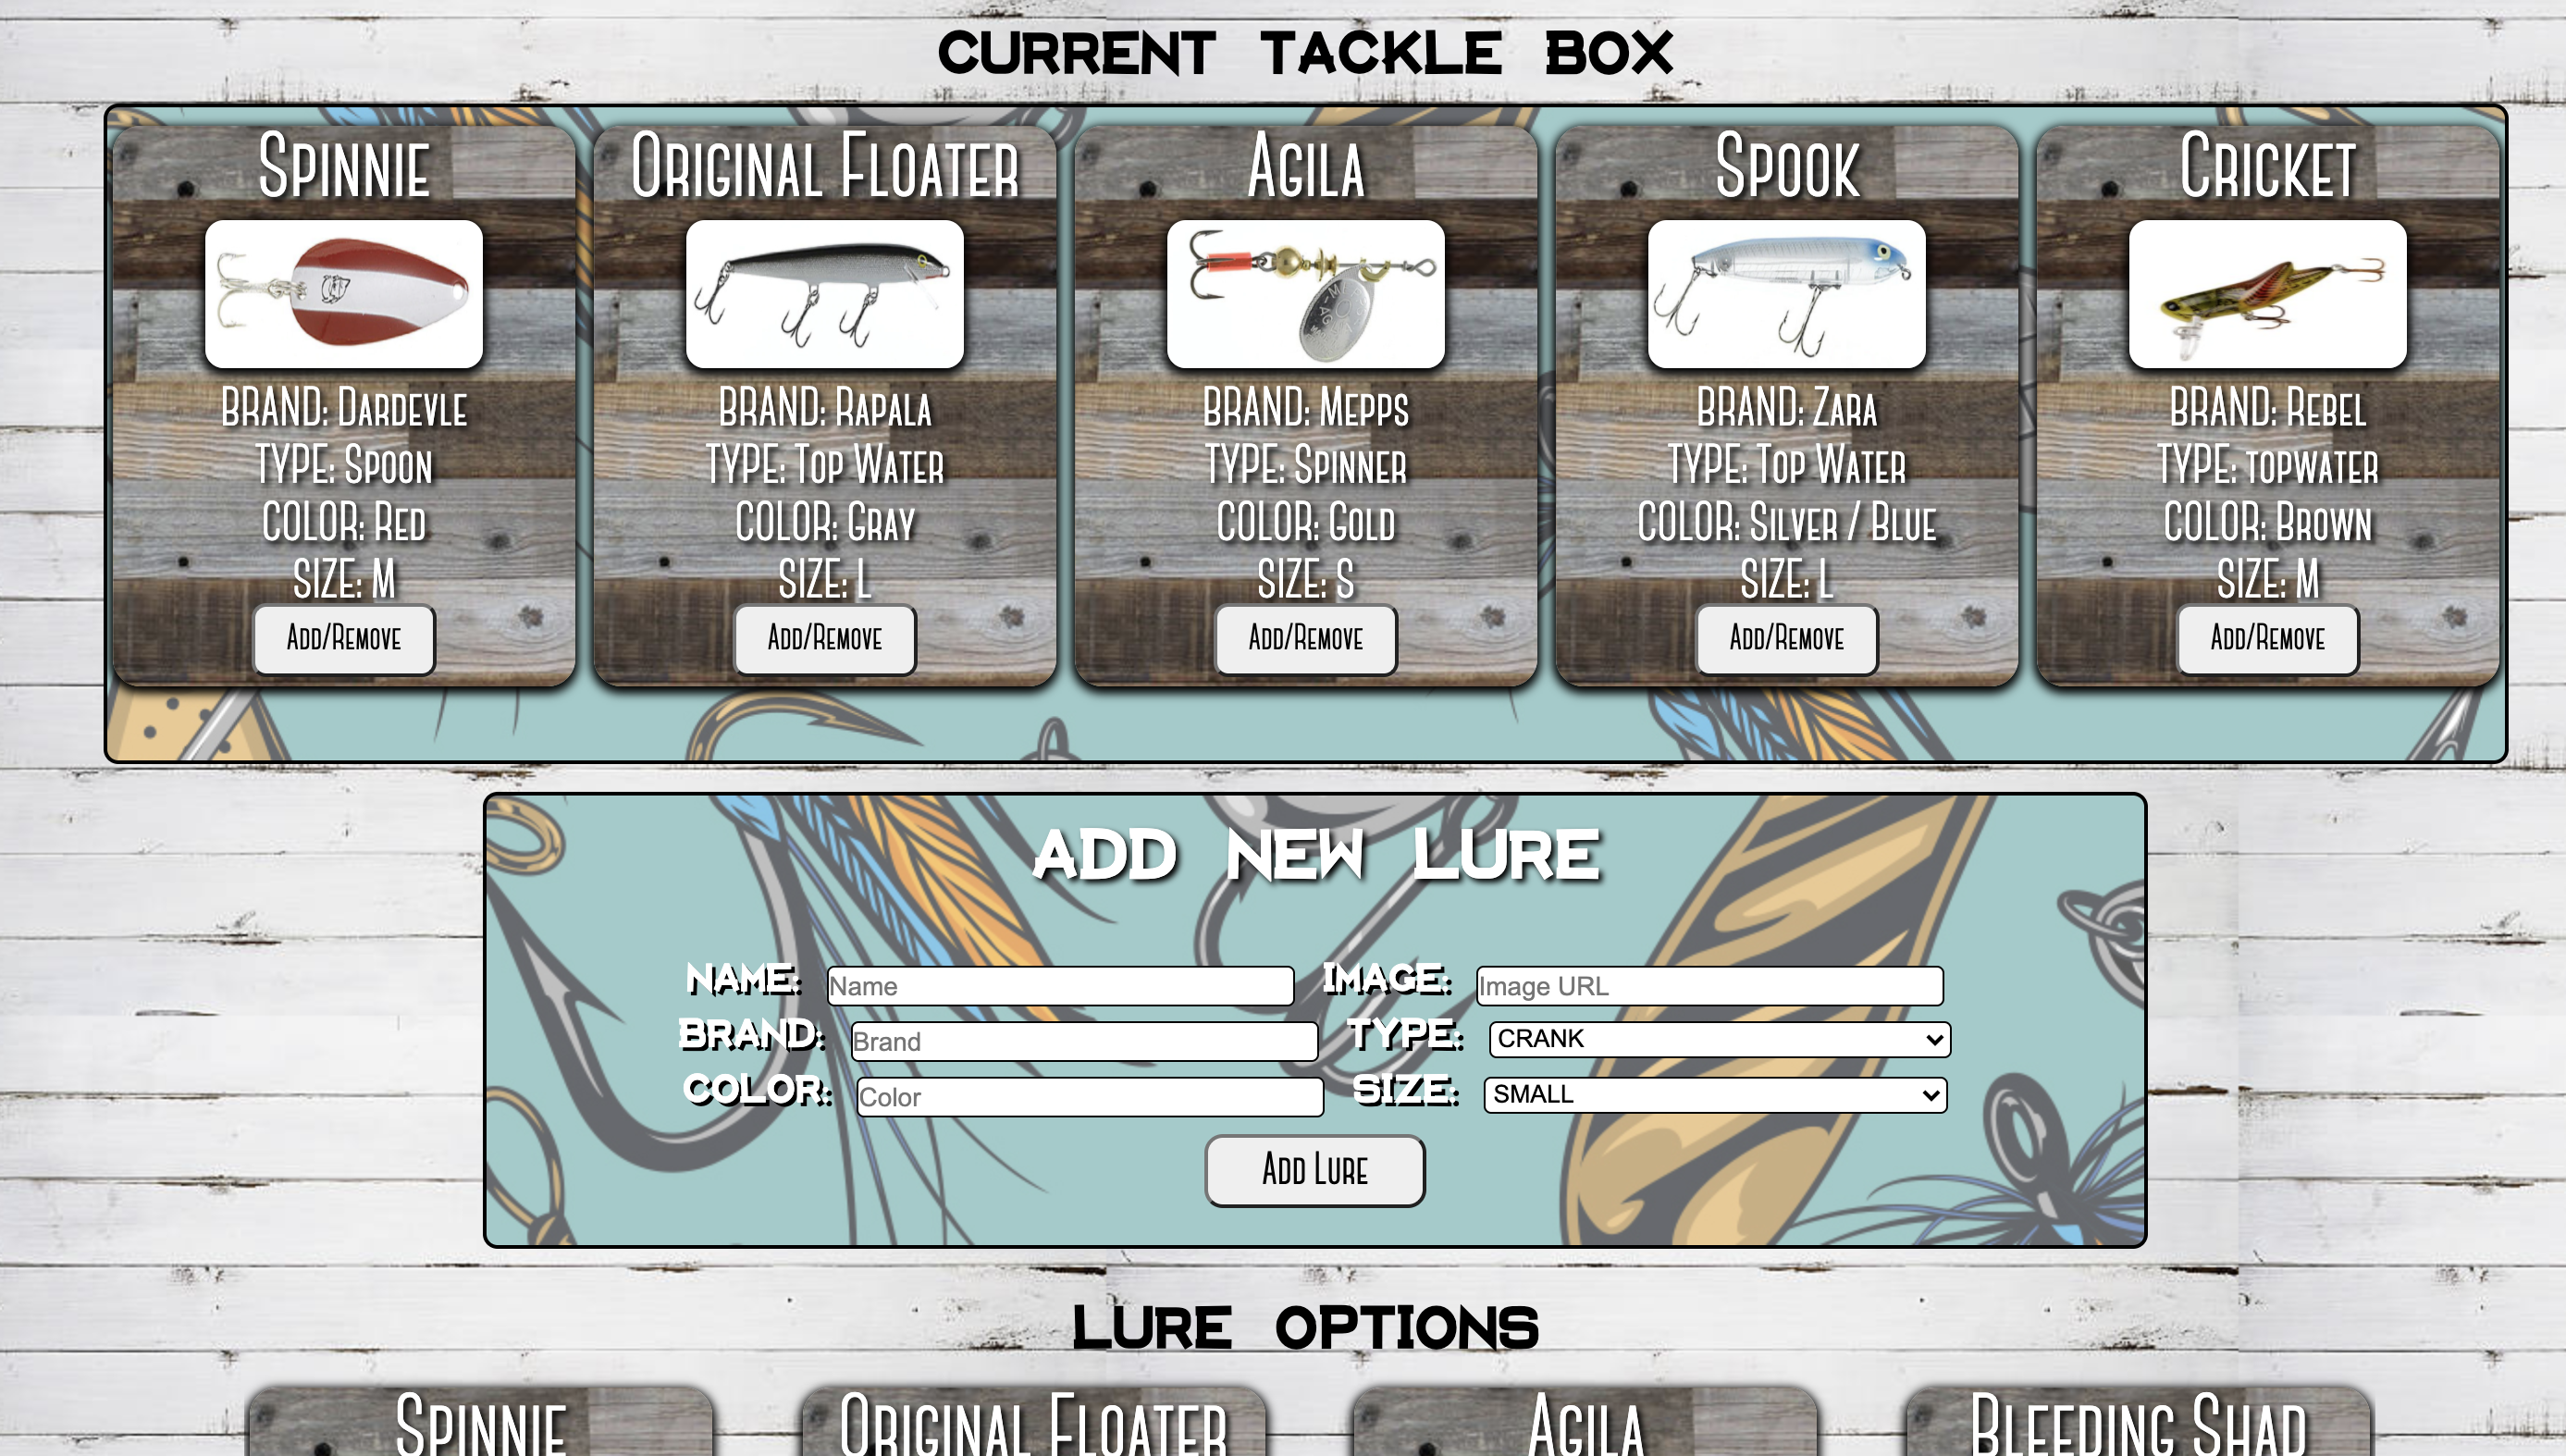 CURRENT TACKLE BOX
Spinnie
BRAND: Dardevle
TYPE: Spoon
COLOR: Red
SIZE: M
Add/Remove
Original Floater
BRAND: Rapala
TYPE: Top Water
COLOR: Gray
SIZE: L
Add/Remove
Agila
BRAND: Mepps
TYPE: Spinner
COLOR: Gold
SIZE: S
Add/Remove
Spook
BRAND: Zara
TYPE: Top Water
COLOR: Silver / Blue
SIZE: L
Add/Remove
Cricket
BRAND: Rebel
TYPE: topwater
COLOR: Brown
SIZE: M
Add/Remove
ADD NEW LURE
NAME: Name IMAGE: Image URL
BRAND: Brand TYPE: CRANK
COLOR: Color SIZE: SMALL
Add Lure
LURE OPTIONS
Spinnie
Original Floater
Agila
Bleeding Shad